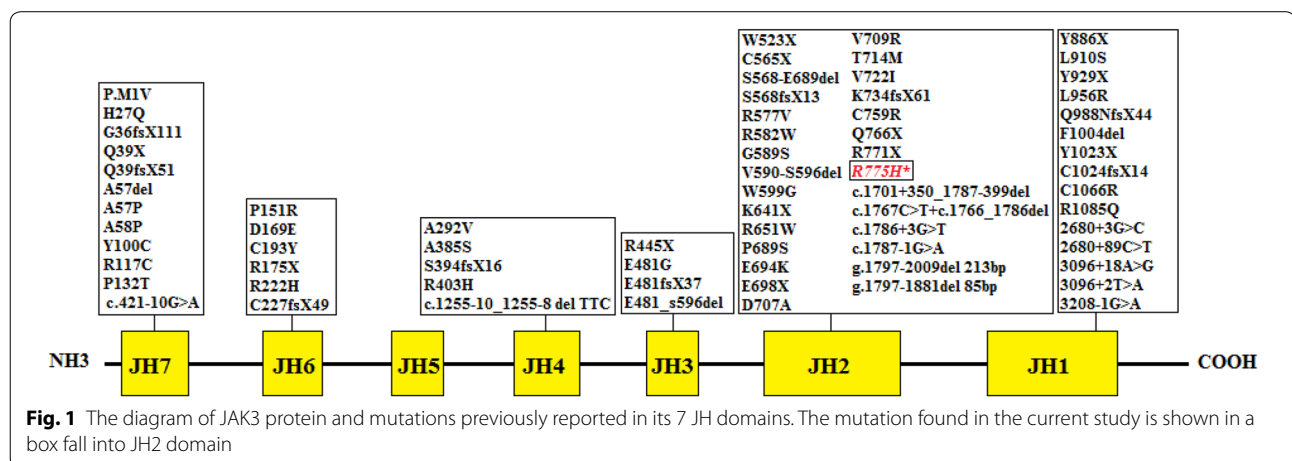 P.M1V
H27Q
G36fsX111
Q39X
Q39fsX51
A57del
A57P
A58P
Y100C
R117C
P132T
c.421-10G>A
P151R
D169E
C193Y
R175X
R222H
C227fsX49
A292V
A385S
S394fsX16
R403H
c.1255-10_1255-8 del TTC
R445X
E481G
E481fsX37
E481_s596del
W523X
C565X
S568-E689del
S568fsX13
R577V
R582W
G589S
V590-S596del
W599G
K641X
R651W
P689S
E694K
E698X
D707A
V709R
T714M
V722I
K734fsX61
C759R
Q766X
R771X
R775H*
c.1701+350_1787-399del
c.1767C>T+c.1766_1786del
c.1786+3G>T
c.1787-1G>A
g.1797-2009del 213bp
g.1797-1881del 85bp
Y886X
L910S
Y929X
L956R
Q988NfsX44
F1004del
Y1023X
C1024fsX14
C1066R
R1085Q
2680+3G>C
2680+89C>T
3096+18A>G
3096+2T>A
3208-1G>A
NH3 JH7 JH6 JH5 JH4 JH3 JH2 JH1 COOH
Fig. 1 The diagram of JAK3 protein and mutations previously reported in its 7 JH domains. The mutation found in the current study is shown in a
box fall into JH2 domain